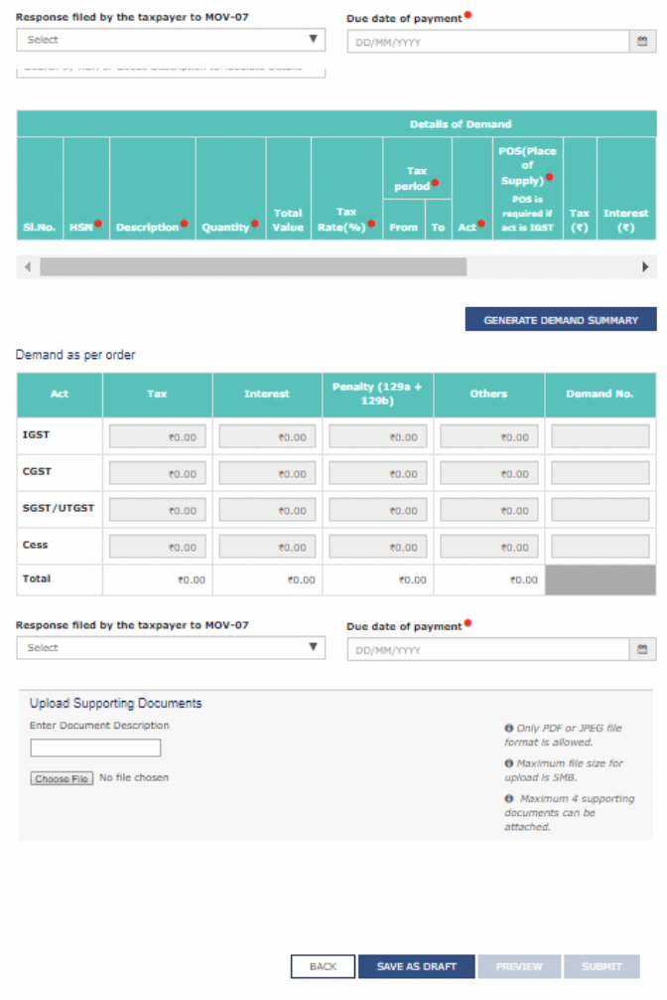 Response filed by the taxpayer to MOV-07
Due date of payment
Select
DD/MM/YYYY
Details of Demand
Sl.No.
HSN
Description
Quantity
Total
Value
Tax
Rate(%)
Tax
period
From
To
Act
POS(Place
of
Supply)
POS is
required if
act is IGST
Tax
(₹)
Interest
(₹)
GENERATE DEMAND SUMMARY
Demand as per order
Act Tax Interest Penalty (129a + Others Demand No.
129b)
IGST ₹0.00 ₹0.00 ₹0.00 ₹0.00
CGST ₹0.00 ₹0.00 ₹0.00 ₹0.00
SGST/UTGST ₹0.00 ₹0.00 ₹0.00 ₹0.00
Cess ₹0.00 ₹0.00 ₹0.00 ₹0.00
Total ₹0.00 ₹0.00 ₹0.00 ₹0.00
Response filed by the taxpayer to MOV-07
Due date of payment
Select
DD/MM/YYYY
Upload Supporting Documents
Enter Document Description
Choose File No file chosen
Only PDF or JPEG file
format is allowed.
Maximum file size for
upload is 5MB.
Maximum 4 supporting
documents can be
attached.
BACK SAVE AS DRAFT PREVIEW SUBMIT